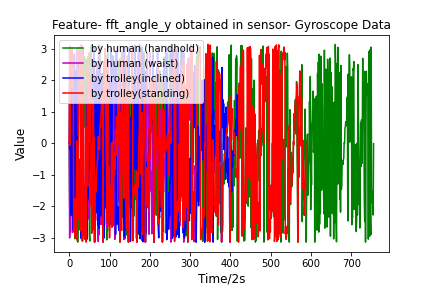 Feature- fft_angle_y obtained in sensor- Gyroscope Data
by human (handhold)
by human (waist)
by trolley(inclined)
by trolley(standing)
Value
3
2
1
0
−1
−2
−3
0 100 200 300 400 500 600 700
Time/2s